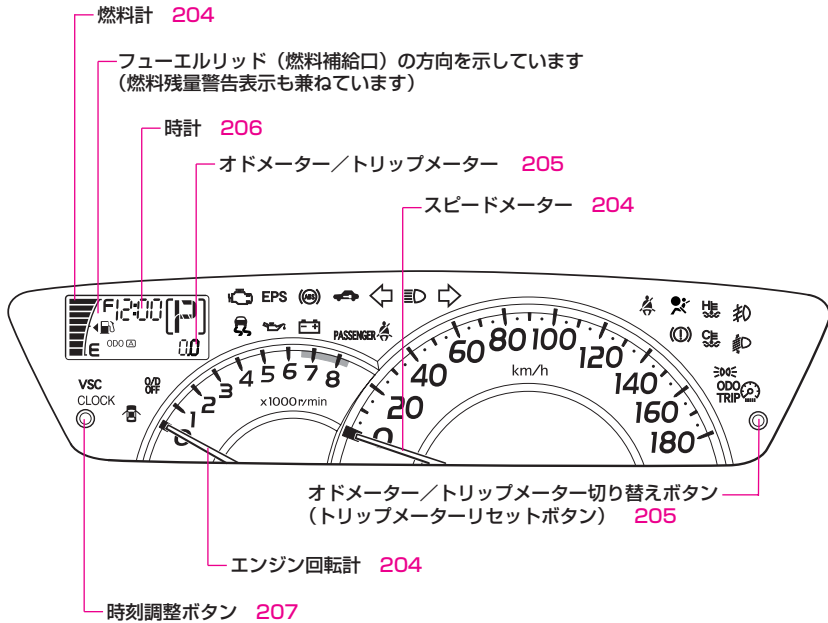 燃料計 204
フューエルリッド（燃料補給口）の方向を示しています
（燃料残量警告表示も兼ねています）
時計 206
オドメーター／トリップメーター 205
スピードメーター 204
F 12:00 P
E ODO A 0.0
EPS (ABS)
PASSENGER
H
C
VSC
CLOCK
O/D
OFF
0 1 2 3 4 5 6 7 8
x1000r/min
0 20 40 60 80 100 120 140 160 180
km/h
ODO
TRIP
オドメーター／トリップメーター切り替えボタン
（トリップメーターリセットボタン） 205
エンジン回転計 204
時刻調整ボタン 207